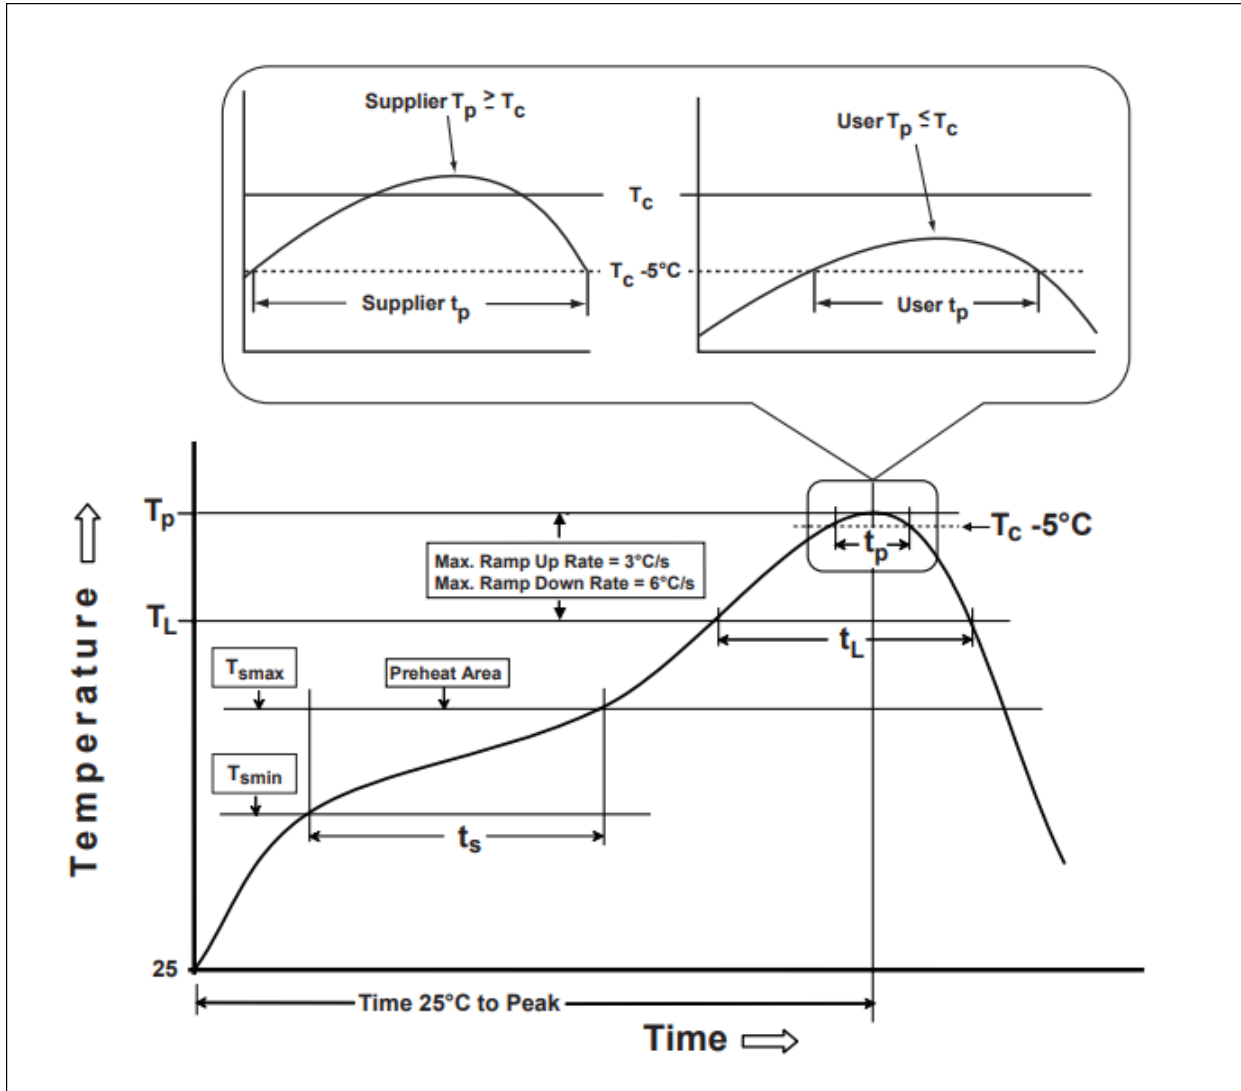 Supplier Tp ≥ Tc
User Tp ≤ Tc
Tc
Tc -5°C
Supplier tp
User tp
Tp
Tc -5°C
tp
Max. Ramp Up Rate = 3°C/s
Max. Ramp Down Rate = 6°C/s
TL
tL
Tsmax
Preheat Area
Tsmin
ts
Temperature
25
Time 25°C to Peak
Time